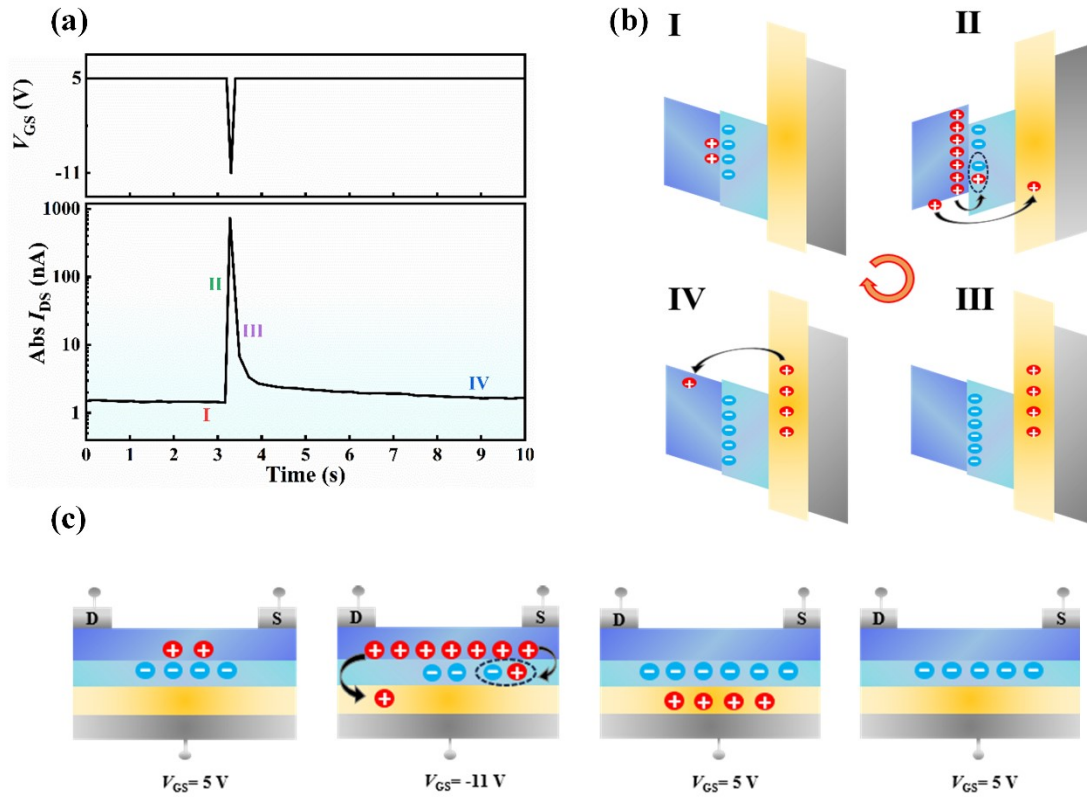 (a)
5
-11
V_GS (V)
1000
100
10
1
Abs I_DS (nA)
I
II
III
IV
0 1 2 3 4 5 6 7 8 9 10
Time (s)
(b)
I II
+ + - - - -
+ + + + + + + - - - + + +
IV III
+ - - - - - + + + +
- - - - - - + + + +
(c)
D S
+ +
- - - -
V_GS= 5 V
D S
+ + + + + + +
- - - +
+
V_GS= -11 V
D S
- - - - - -
+ + + +
V_GS= 5 V
D S
- - - - -
V_GS= 5 V